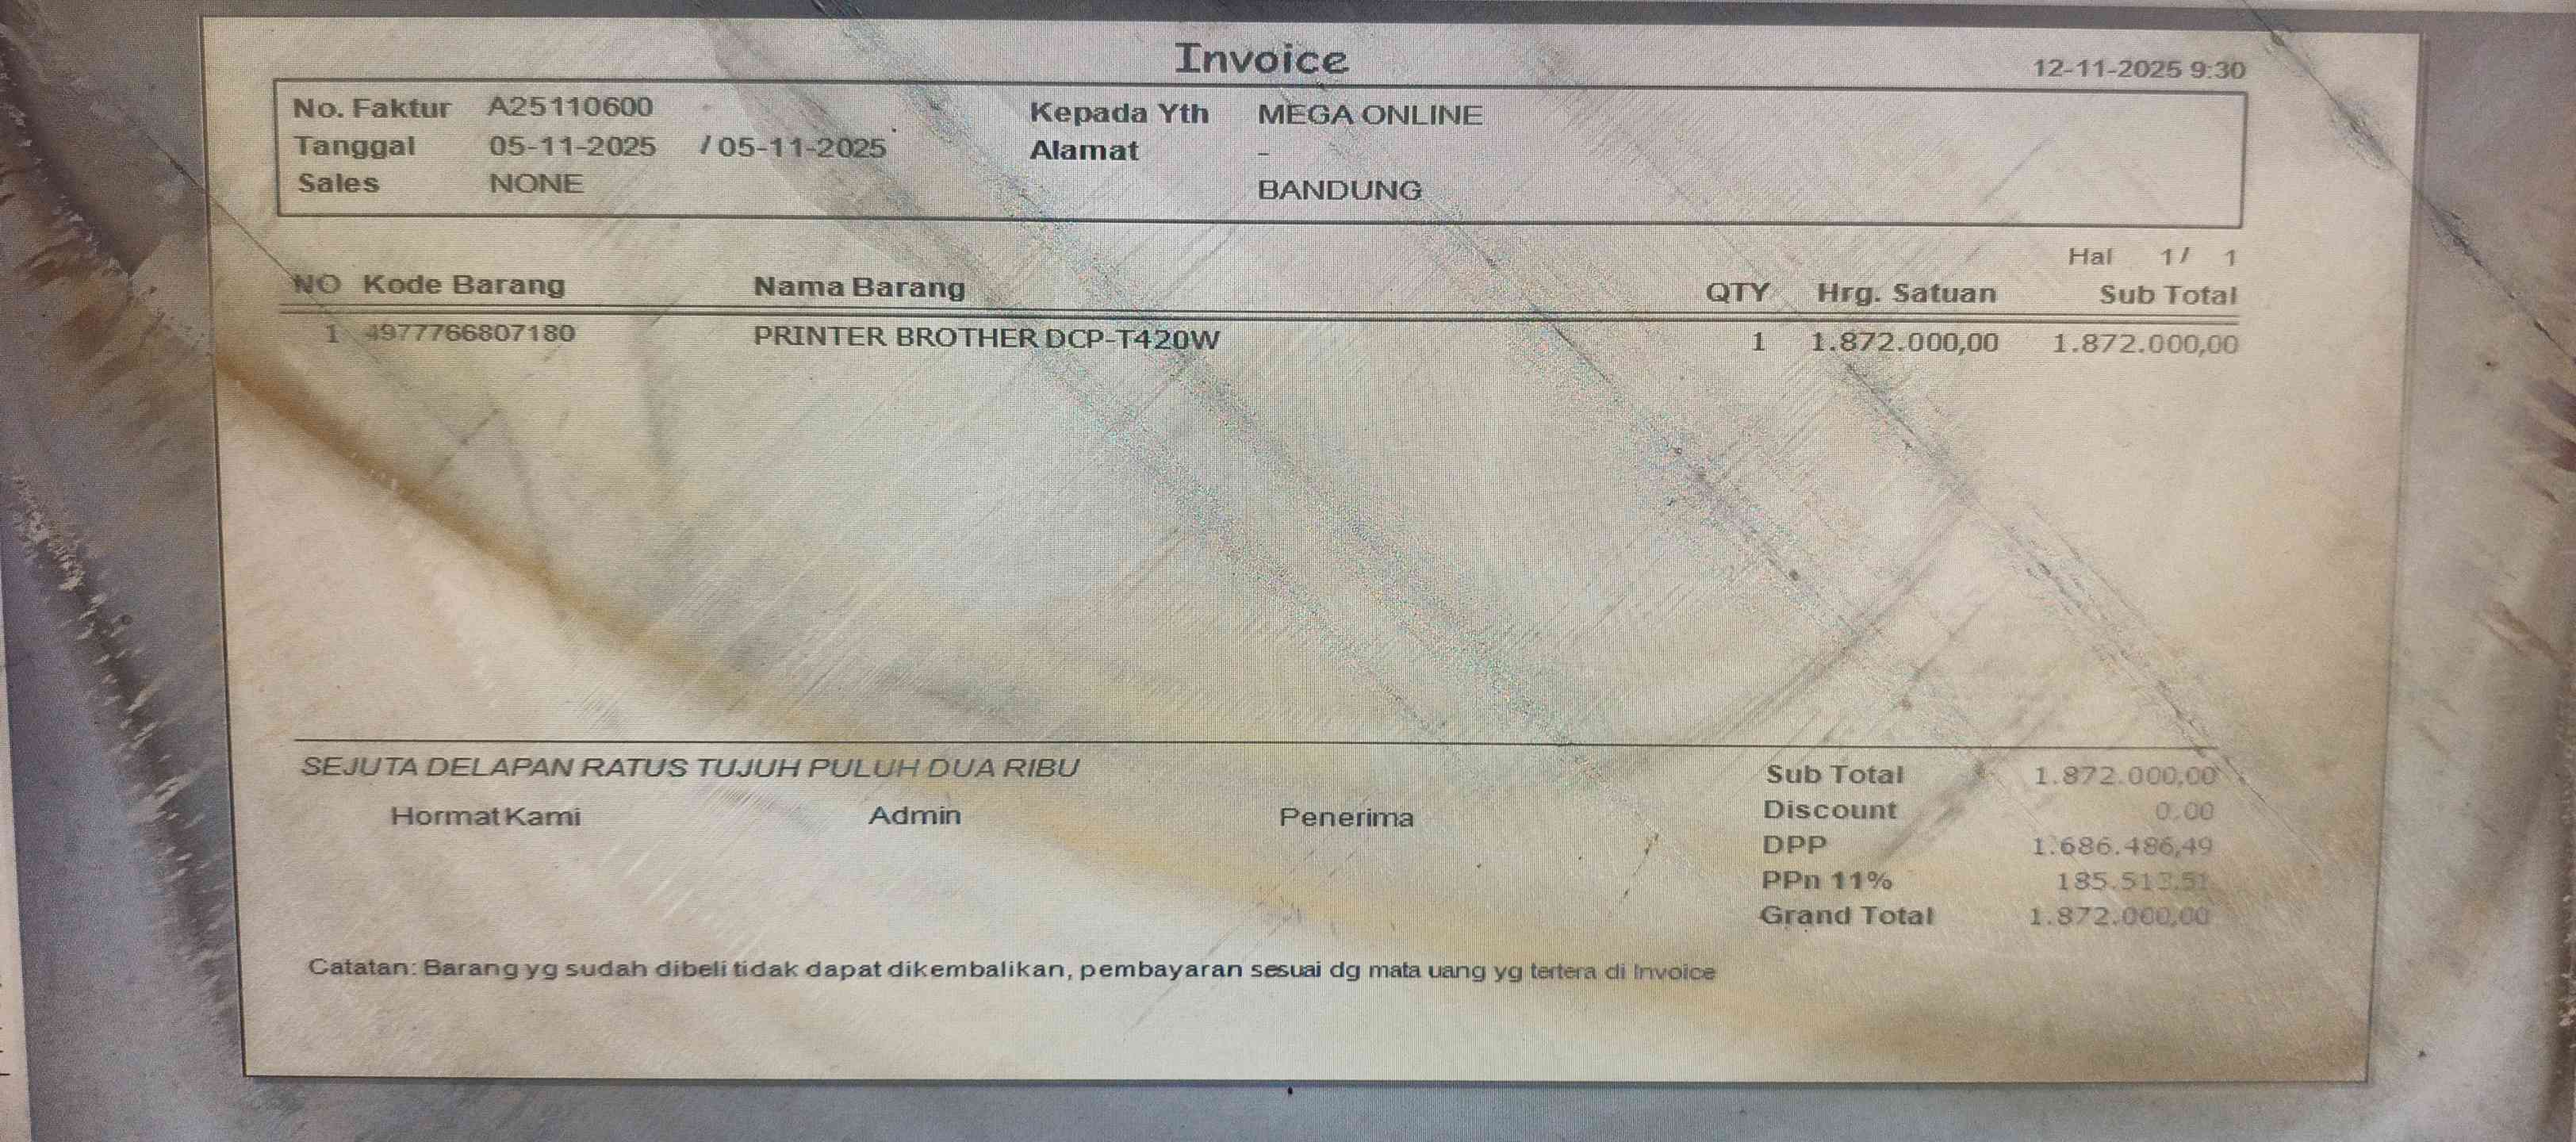 Invoice
12-11-2025 9:30
No. Faktur A25110600 Kepada Yth MEGA ONLINE
Tanggal 05-11-2025 / 05-11-2025 Alamat -
Sales NONE BANDUNG
Hal 1/ 1
NO Kode Barang Nama Barang QTY Hrg. Satuan Sub Total
1 4977766807180 PRINTER BROTHER DCP-T420W 1 1.872.000,00 1.872.000,00
SEJUTA DELAPAN RATUS TUJUH PULUH DUA RIBU Sub Total 1.872.000,00
Hormat Kami Admin Penerima Discount 0.00
DPP 1.686.486,49
PPn 11% 185.513,51
Grand Total 1.872.000,00
Catatan: Barang yg sudah dibeli tidak dapat dikembalikan, pembayaran sesuai dg mata uang yg tertera di Invoice